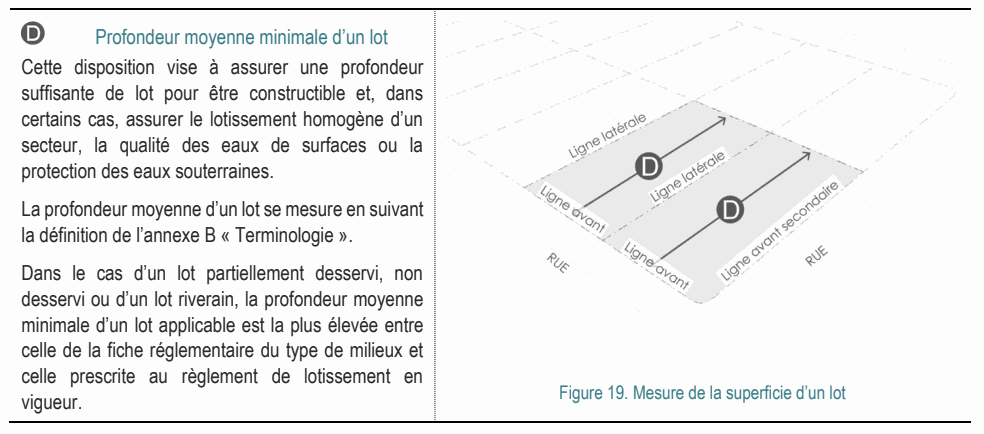 D Profondeur moyenne minimale d'un lot
Cette disposition vise à assurer une profondeur
suffisante de lot pour être constructible et, dans
certains cas, assurer le lotissement homogène d'un
secteur, la qualité des eaux de surfaces ou la
protection des eaux souterraines.
La profondeur moyenne d'un lot se mesure en suivant
la définition de l'annexe B « Terminologie ».
Dans le cas d'un lot partiellement desservi, non
desservi ou d'un lot riverain, la profondeur moyenne
minimale d'un lot applicable est la plus élevée entre
celle de la fiche réglementaire du type de milieux et
celle prescrite au règlement de lotissement en
vigueur.
Ligne latérale
D
Ligne latérale
Ligne avant
D
Ligne avant
Ligne avant secondaire
RUE
RUE
Figure 19. Mesure de la superficie d'un lot